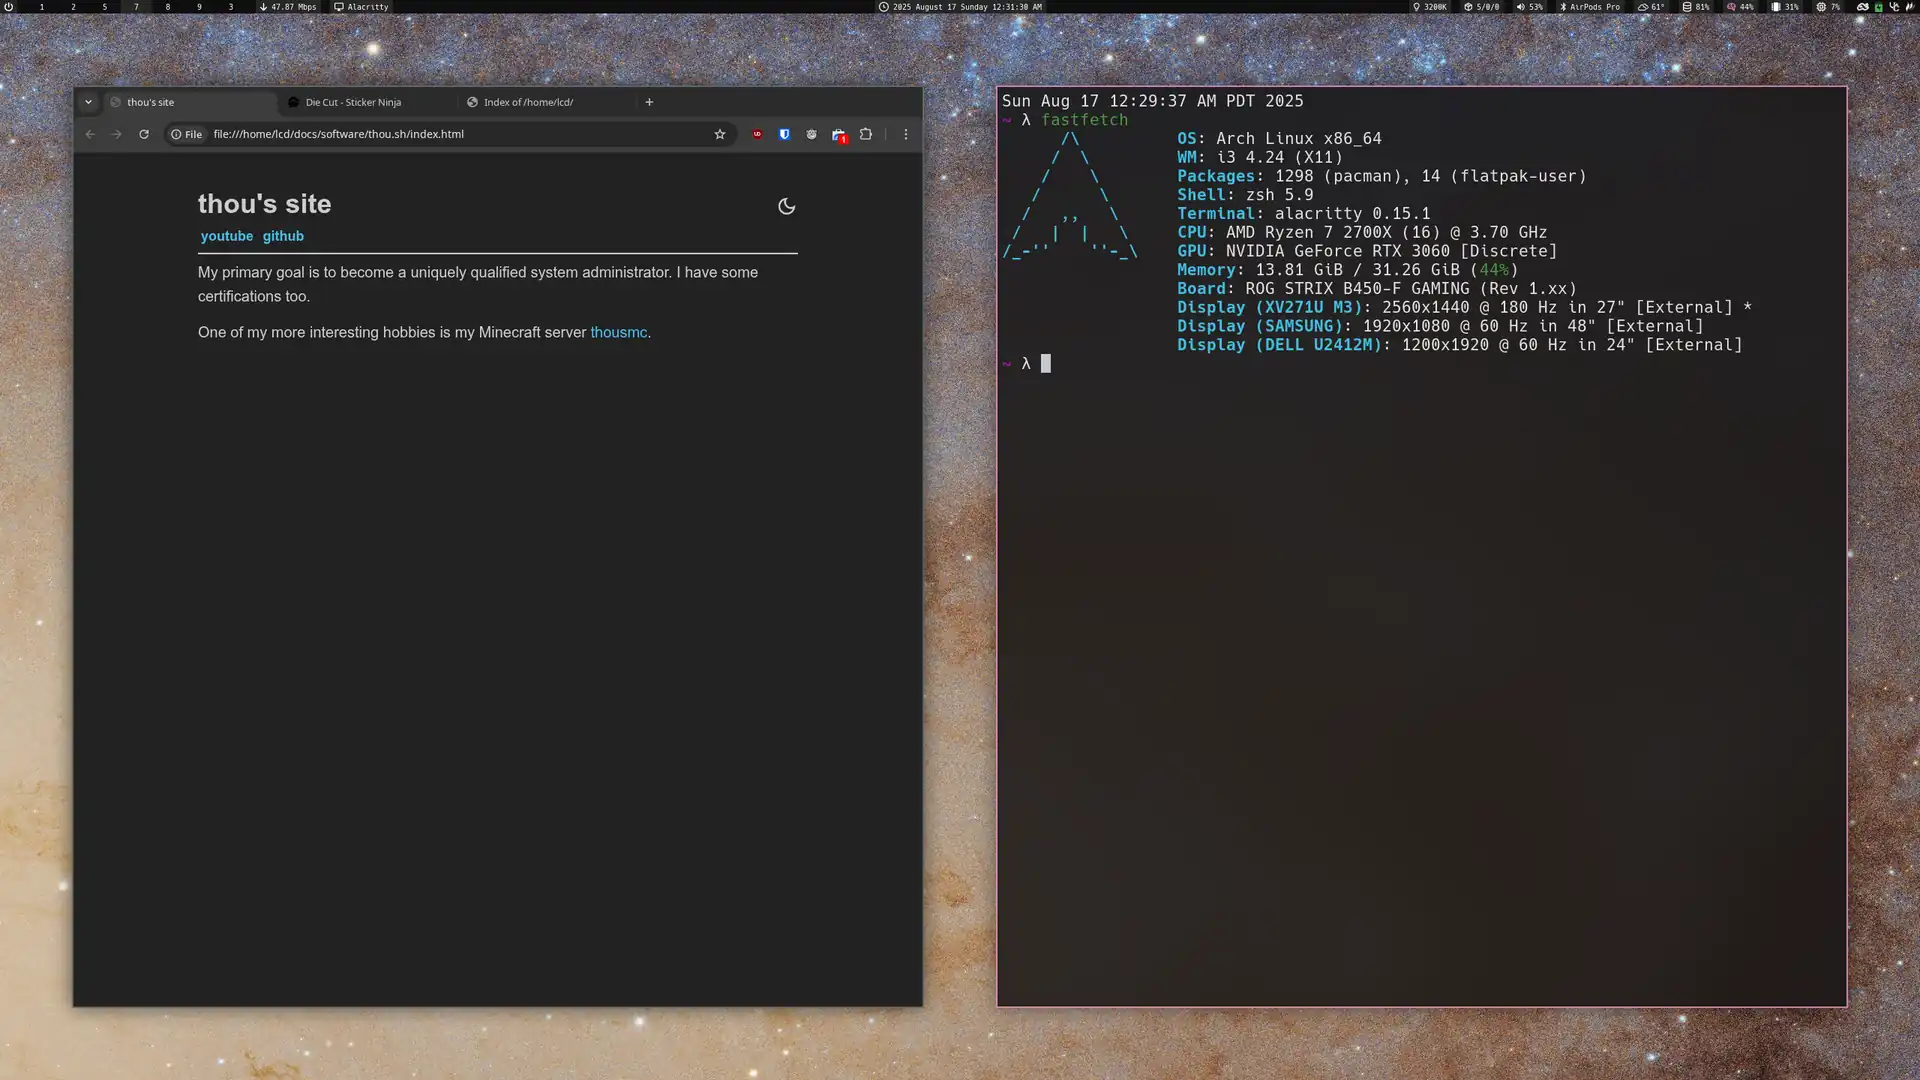 1 2 5 7 8 9 3 47.87 Mbps Alacritty 2025 August 17 Sunday 12:31:30 AM 3200K 5/0/0 53% AirPods Pro 61° 81% 44% 31% 7%
thou's site Die Cut - Sticker Ninja Index of /home/lcd/
File file:///home/lcd/docs/software/thou.sh/index.html 1
thou's site
youtube github
My primary goal is to become a uniquely qualified system administrator. I have some
certifications too.
One of my more interesting hobbies is my Minecraft server thousmc.
Sun Aug 17 12:29:37 AM PDT 2025
~ λ fastfetch
OS: Arch Linux x86_64
WM: i3 4.24 (X11)
Packages: 1298 (pacman), 14 (flatpak-user)
Shell: zsh 5.9
Terminal: alacritty 0.15.1
CPU: AMD Ryzen 7 2700X (16) @ 3.70 GHz
GPU: NVIDIA GeForce RTX 3060 [Discrete]
Memory: 13.81 GiB / 31.26 GiB (44%)
Board: ROG STRIX B450-F GAMING (Rev 1.xx)
Display (XV271U M3): 2560x1440 @ 180 Hz in 27" [External] *
Display (SAMSUNG): 1920x1080 @ 60 Hz in 48" [External]
Display (DELL U2412M): 1200x1920 @ 60 Hz in 24" [External]
~ λ